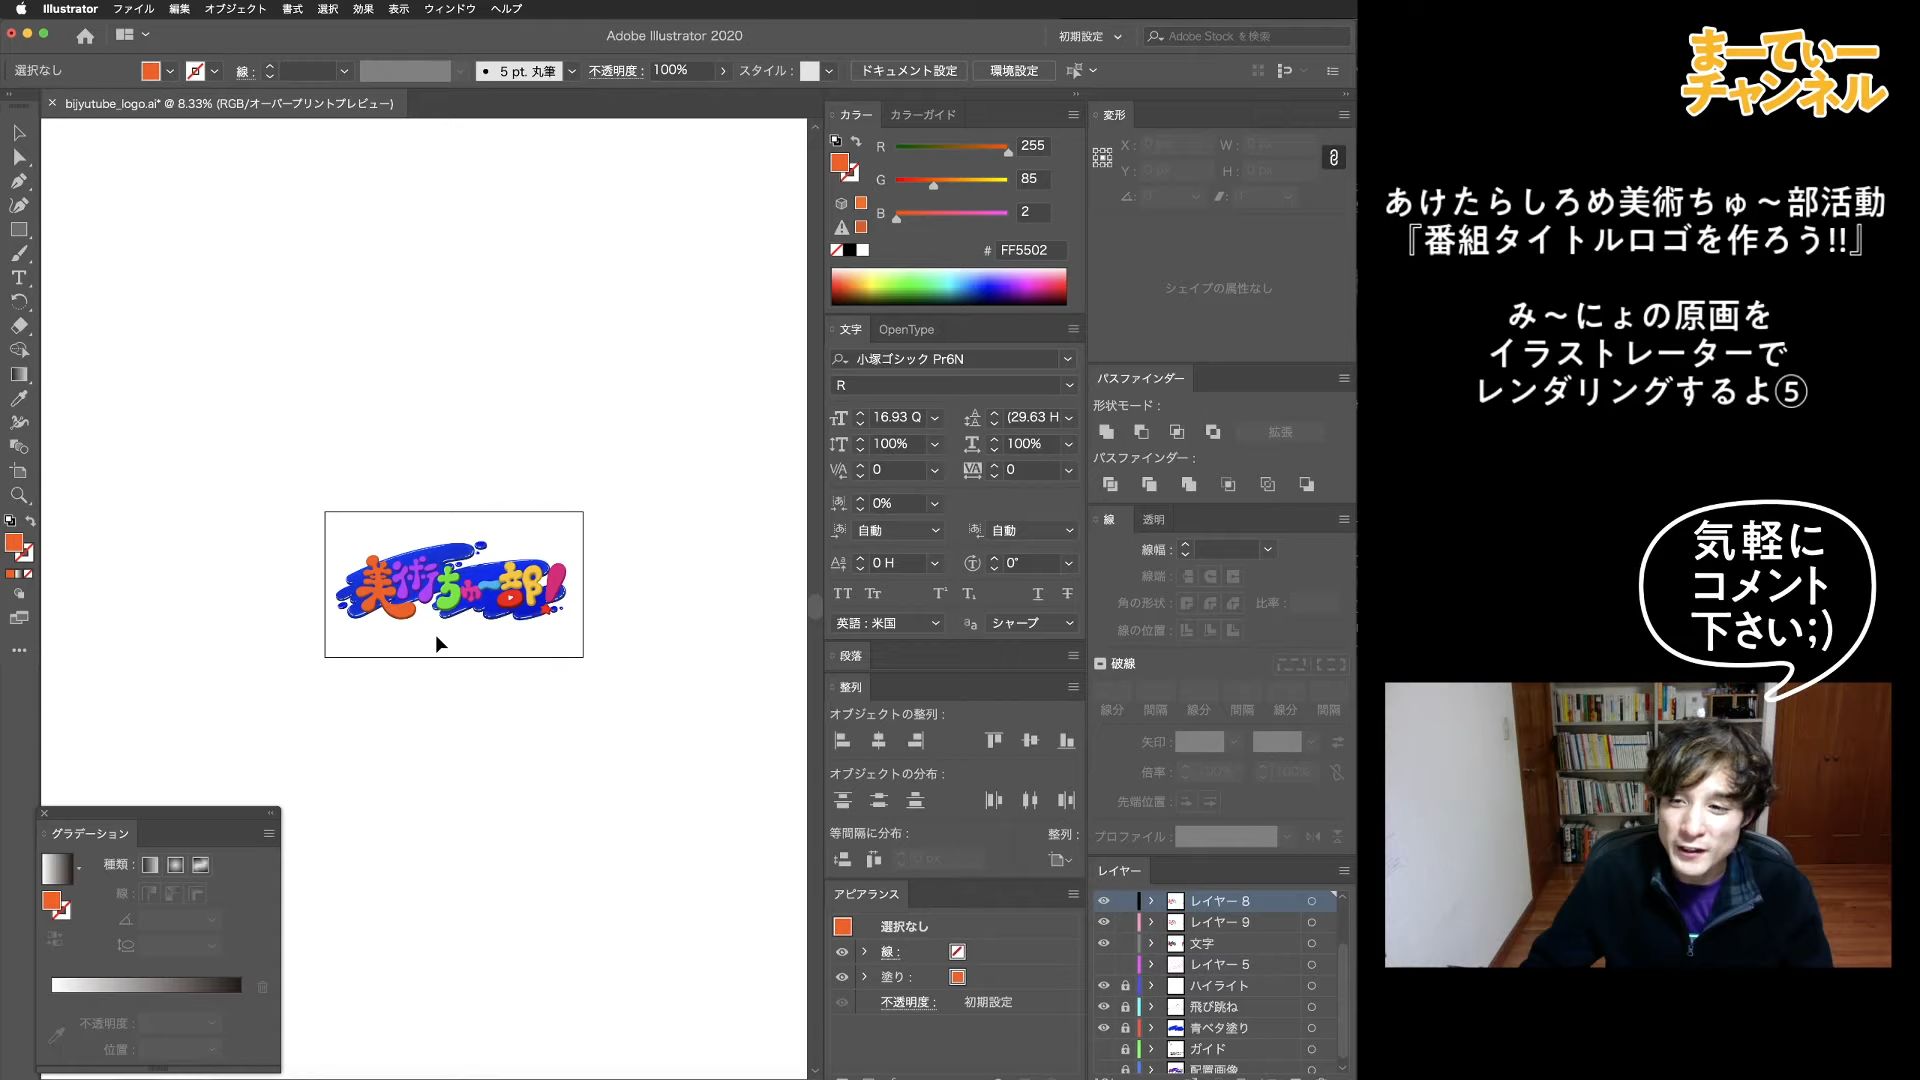 Illustrator ファイル 編集 オブジェクト 書式 選択 効果 表示 ウィンドウ ヘルプ
Adobe Illustrator 2020
初期設定
Adobe Stock を検索
選択なし
線 :
5 pt. 丸筆
不透明度 : 100%
スタイル :
ドキュメント設定
環境設定
bijyutube_logo.ai* @ 8.33% (RGB/オーバープリントプレビュー)
美術ちゅ〜部!
カラー カラーガイド
R 255
G 85
B 2
# FF5502
文字 OpenType
小塚ゴシック Pr6N
R
16.93 Q (29.63 H
100% 100%
0 0
0%
自動 自動
0 H 0°
英語 : 米国 シャープ
段落
整列
オブジェクトの整列 :
オブジェクトの分布 :
等間隔に分布 : 整列 :
0 px
アピアランス
選択なし
線 :
塗り :
不透明度 : 初期設定
変形
X : 0 px W : 0 px
Y : 0 px H : 0 px
シェイプの属性なし
パスファインダー
形状モード :
拡張
パスファインダー :
線 透明
線幅 :
線端 :
角の形状 : 比率 :
線の位置 :
破線
線分 間隔 線分 間隔 線分 間隔
矢印 :
倍率 : 100% 100%
先端位置 :
プロファイル :
レイヤー
レイヤー 8
レイヤー 9
文字
レイヤー 5
ハイライト
飛び跳ね
青ベタ塗り
ガイド
配置画像
グラデーション
種類 :
線 :
不透明度 :
位置 :
まーてぃー
チャンネル
あけたらしろめ美術ちゅ〜部活動
『番組タイトルロゴを作ろう!!』
み〜にょの原画を
イラストレーターで
レンダリングするよ⑤
気軽に
コメント
下さい;)